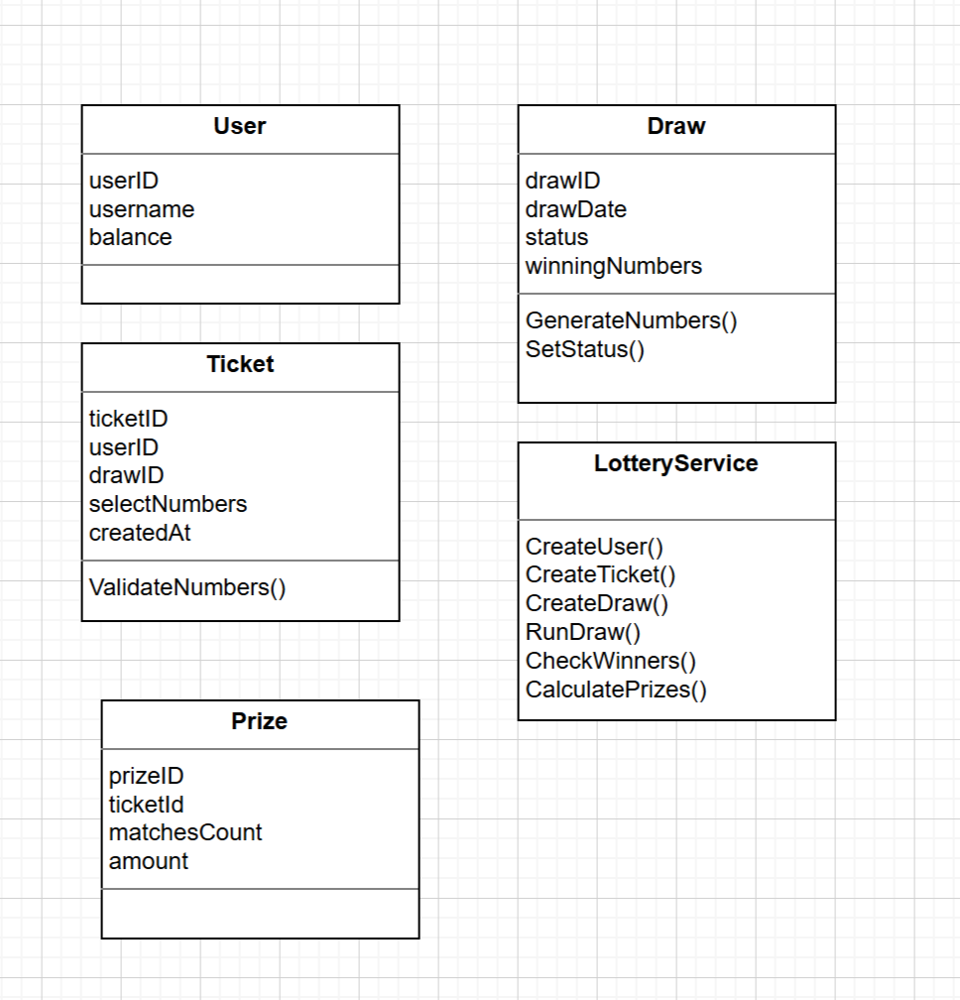 User
userID
username
balance
Ticket
ticketID
userID
drawID
selectNumbers
createdAt
ValidateNumbers()
Prize
prizeID
ticketId
matchesCount
amount
Draw
drawID
drawDate
status
winningNumbers
GenerateNumbers()
SetStatus()
LotteryService
CreateUser()
CreateTicket()
CreateDraw()
RunDraw()
CheckWinners()
CalculatePrizes()